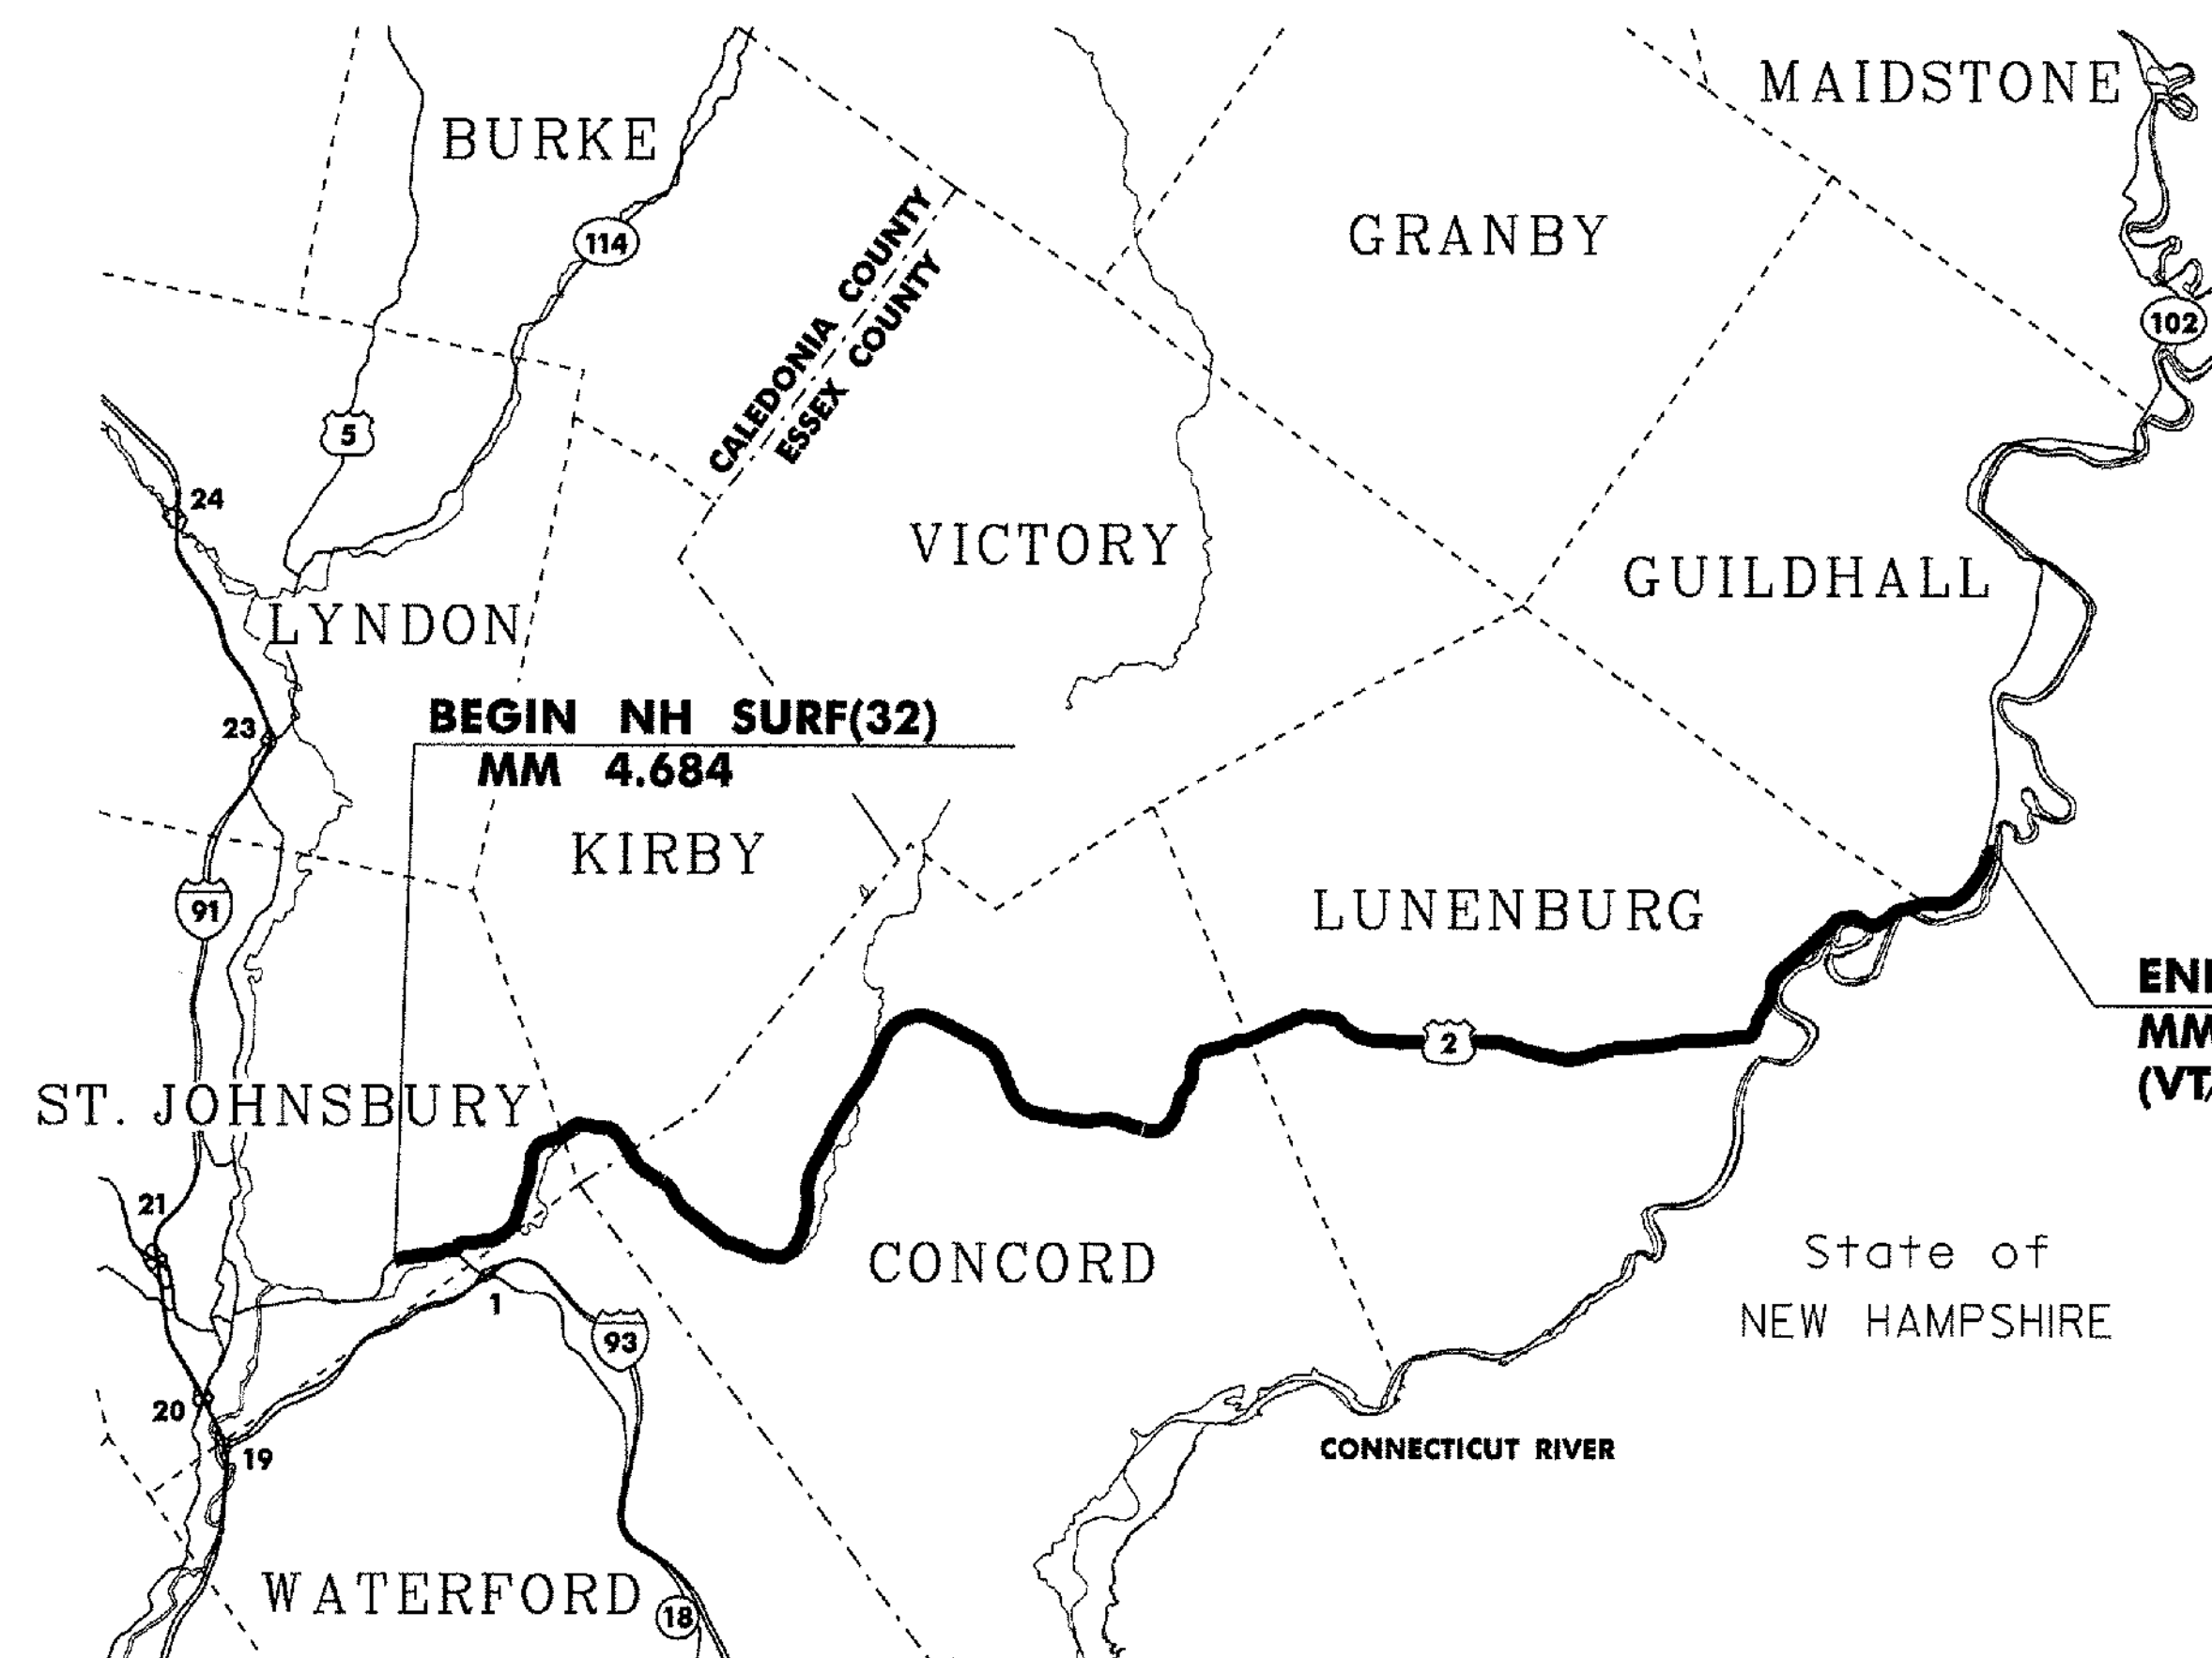 MAIDSTONE
BURKE
114
GRANBY
CALEDONIA COUNTY
ESSEX COUNTY
102
5
24
VICTORY
GUILDHALL
LYNDON
23
BEGIN NH SURF(32)
MM 4.684
KIRBY
91
LUNENBURG
2
ST. JOHNSBURY
21
CONCORD
State of
NEW HAMPSHIRE
1
93
20
19
CONNECTICUT RIVER
WATERFORD
18